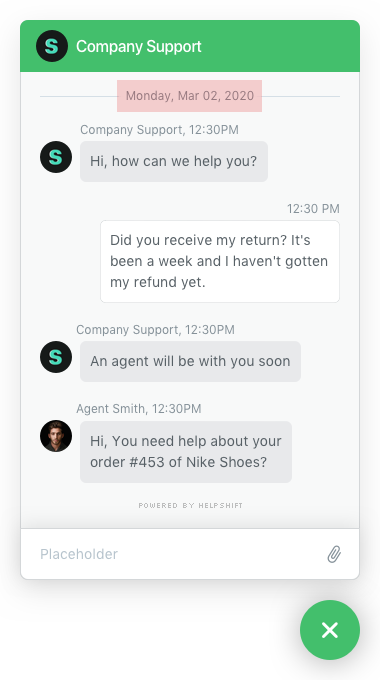 S Company Support
Monday, Mar 02, 2020
Company Support, 12:30PM
S
Hi, how can we help you?
12:30 PM
Did you receive my return? It's
been a week and I haven't gotten
my refund yet.
Company Support, 12:30PM
S
An agent will be with you soon
Agent Smith, 12:30PM
Hi, You need help about your
order #453 of Nike Shoes?
POWERED BY HELPSHIFT
Placeholder